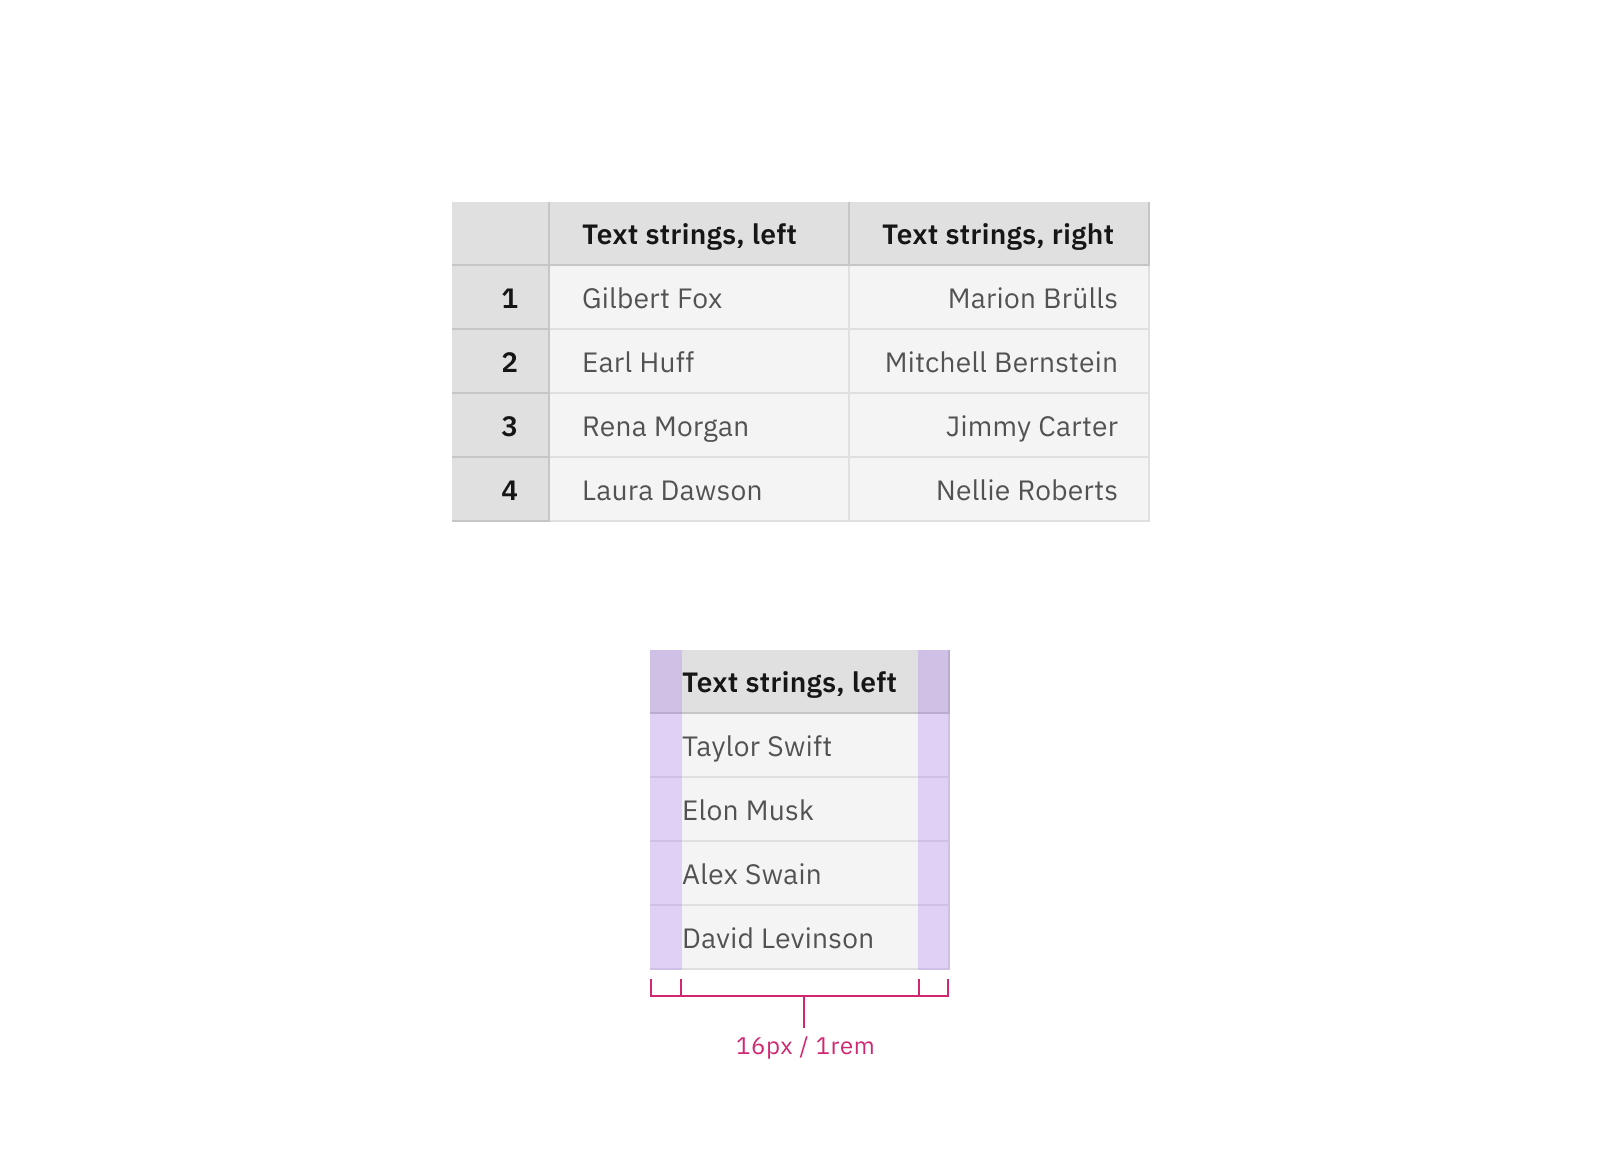 Text strings, left Text strings, right
1 Gilbert Fox Marion Brülls
2 Earl Huff Mitchell Bernstein
3 Rena Morgan Jimmy Carter
4 Laura Dawson Nellie Roberts
Text strings, left
Taylor Swift
Elon Musk
Alex Swain
David Levinson
16px / 1rem